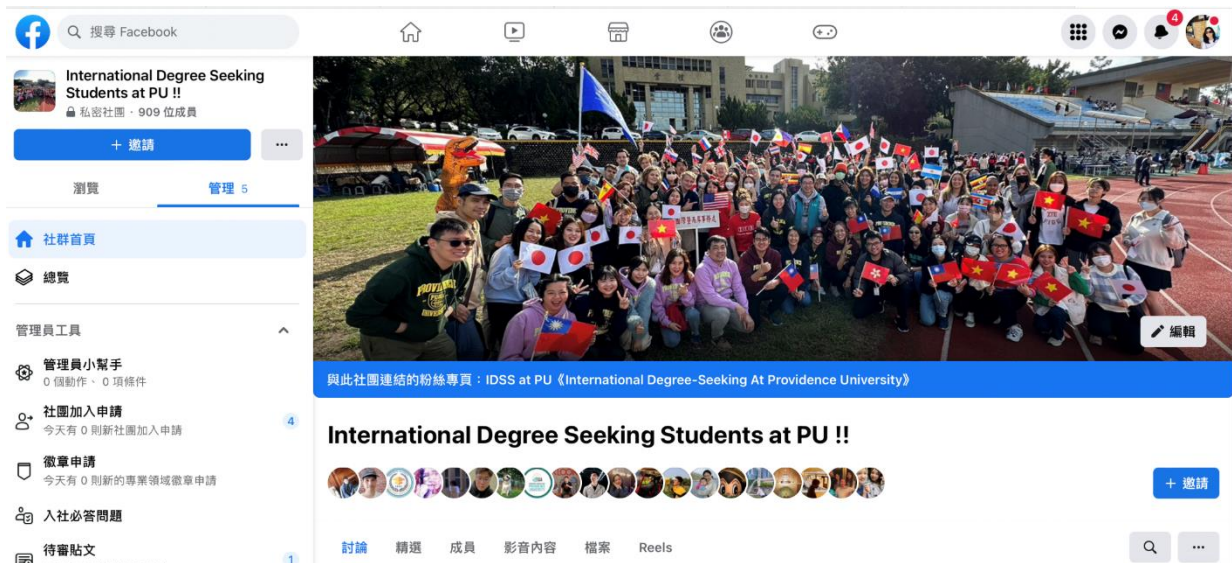 搜尋 Facebook
4
International Degree Seeking
Students at PU !!
私密社團 · 909 位成員
+ 邀請
瀏覽
管理 5
社群首頁
總覽
管理員工具
管理員小幫手
0 個動作、0 項條件
社團加入申請
今天有 0 則新社團加入申請
4
徽章申請
今天有 0 則新的專業領域徽章申請
入社必答問題
待審貼文
1
編輯
與此社團連結的粉絲專頁：IDSS at PU《International Degree-Seeking At Providence University》
International Degree Seeking Students at PU !!
+ 邀請
討論 精選 成員 影音內容 檔案 Reels